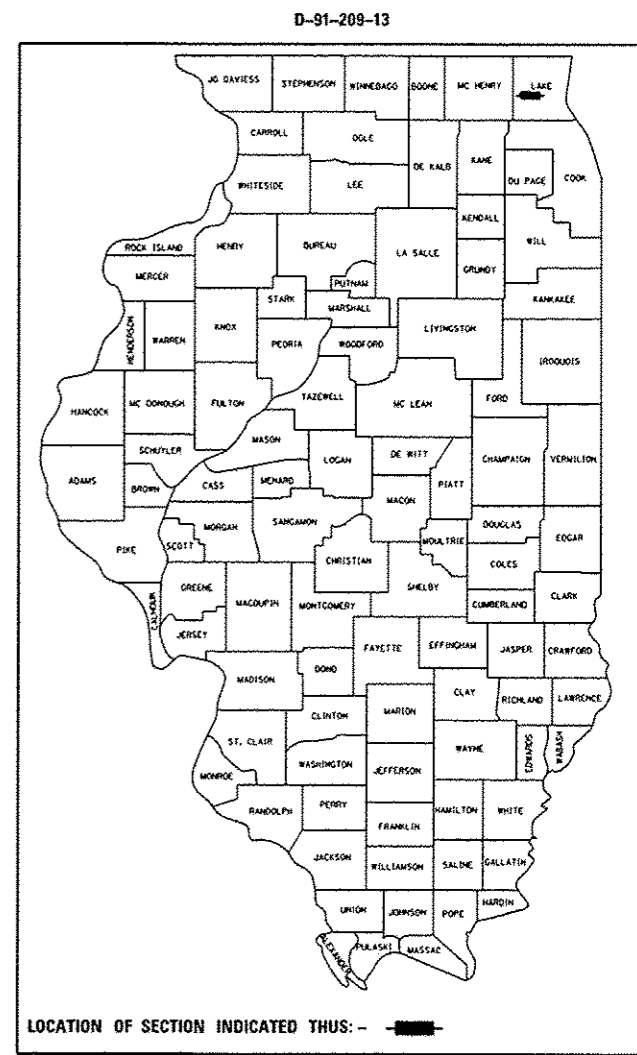 D-91-209-13
JO DAVIESS
STEPHENSON
WINNEBAGO
BOONE
MC HENRY
LAKE
CARROLL
OGLE
DE KALB
KANE
DU PAGE
COOK
WHITESIDE
LEE
KENDALL
WILL
ROCK ISLAND
HENRY
BUREAU
LA SALLE
GRUNDY
MERCER
PUTNAM
KANKAKEE
STARK
MARSHALL
HENDERSON
WARREN
KNOX
PEORIA
WOODFORD
LIVINGSTON
IROQUOIS
HANCOCK
MC DONOUGH
FULTON
TAZEWELL
MC LEAN
FORD
MASON
SCHUYLER
LOGAN
DE WITT
CHAMPAIGN
VERMILION
ADAMS
BROWN
CASS
MENARD
PIATT
MACON
PIKE
SCOTT
MORGAN
SANGAMON
DOUGLAS
EDGAR
CHRISTIAN
MOULTRIE
COLES
CALHOUN
GREENE
MACOUPIN
MONTGOMERY
SHELBY
CUMBERLAND
CLARK
JERSEY
FAYETTE
EFFINGHAM
JASPER
CRAWFORD
MADISON
BOND
CLAY
RICHLAND
LAWRENCE
CLINTON
MARION
ST. CLAIR
WAYNE
EDWARDS
WABASH
WASHINGTON
JEFFERSON
MONROE
RANDOLPH
PERRY
HAMILTON
WHITE
FRANKLIN
JACKSON
WILLIAMSON
SALINE
GALLATIN
UNION
JOHNSON
POPE
HARDIN
ALEXANDER
PULASKI
MASSAC
LOCATION OF SECTION INDICATED THUS: -